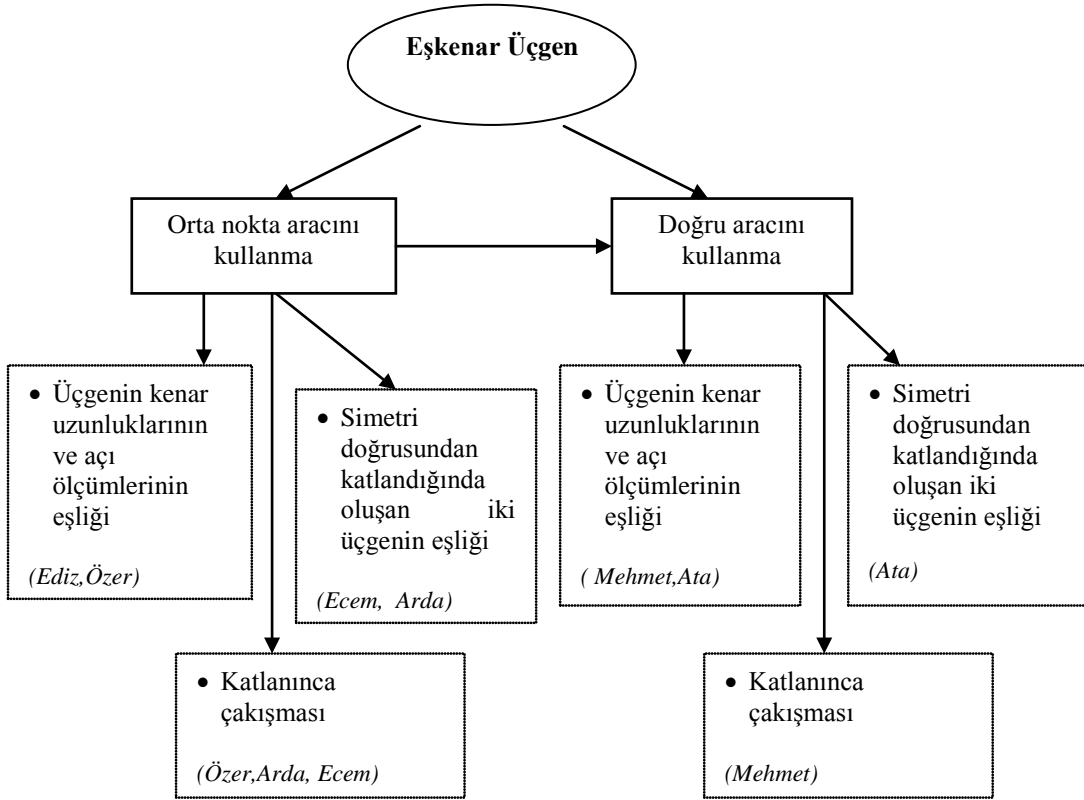 Eşkenar Üçgen
Orta nokta aracını
kullanma
Doğru aracını
kullanma
• Üçgenin kenar
uzunluklarının
ve açı
ölçümlerinin
eşliği
(Ediz,Özer)
• Simetri
doğrusundan
katlandığında
oluşan iki
üçgenin eşliği
(Ecem, Arda)
• Üçgenin kenar
uzunluklarının
ve açı
ölçümlerinin
eşliği
( Mehmet,Ata)
• Simetri
doğrusundan
katlandığında
oluşan iki
üçgenin eşliği
(Ata)
• Katlanınca
çakışması
(Özer,Arda, Ecem)
• Katlanınca
çakışması
(Mehmet)